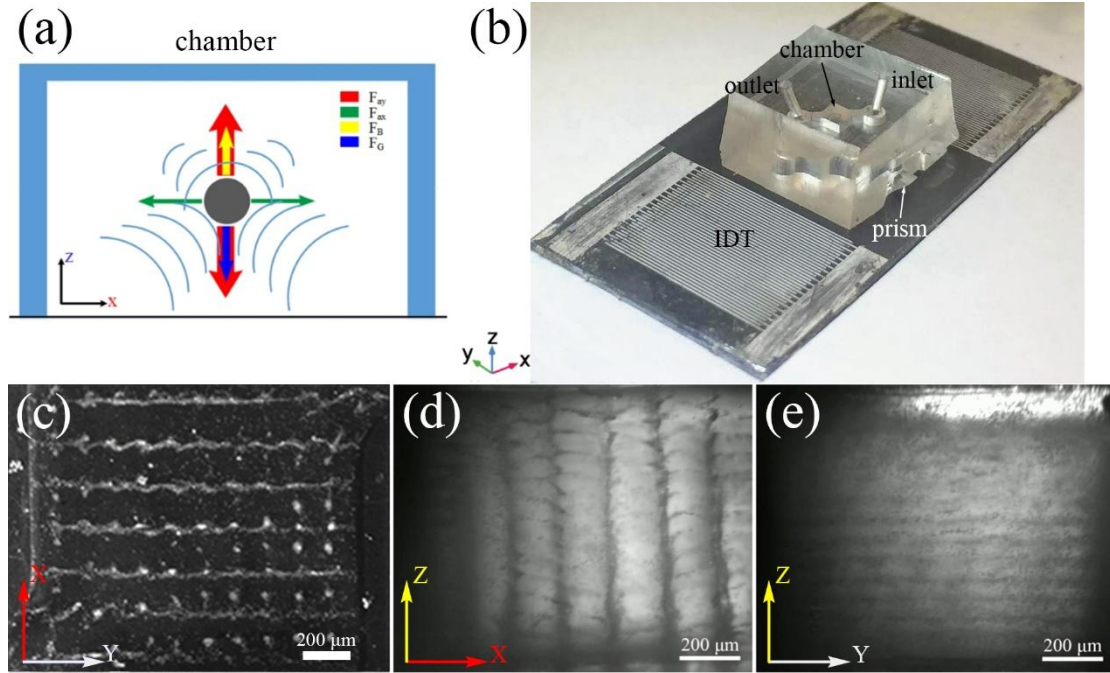 (a)
chamber
F_ay
F_ax
F_B
F_G
z
x
(b)
chamber
outlet
inlet
IDT
prism
z
y
x
(c)
X
Y
200 μm
(d)
Z
X
200 μm
(e)
Z
Y
200 μm